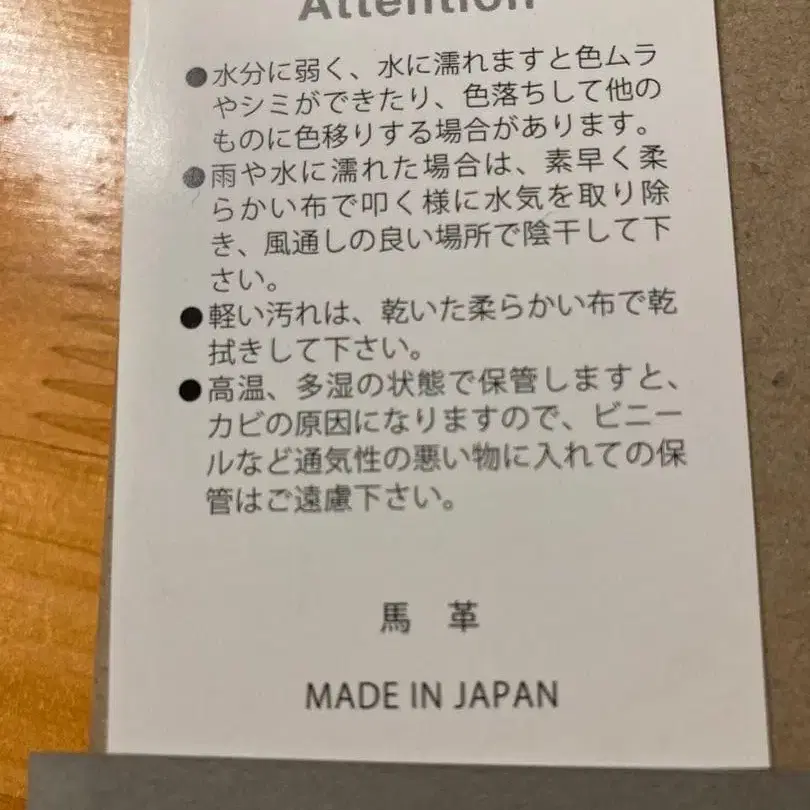 Attention
●水分に弱く、水に濡れますと色ムラ
やシミができたり、色落ちして他の
ものに色移りする場合があります。
●雨や水に濡れた場合は、素早く柔
らかい布で叩く様に水気を取り除
き、風通しの良い場所で陰干して下
さい。
●軽い汚れは、乾いた柔らかい布で乾
拭きして下さい。
●高温、多湿の状態で保管しますと、
カビの原因になりますので、ビニー
ルなど通気性の悪い物に入れての保
管はご遠慮下さい。
馬 革
MADE IN JAPAN